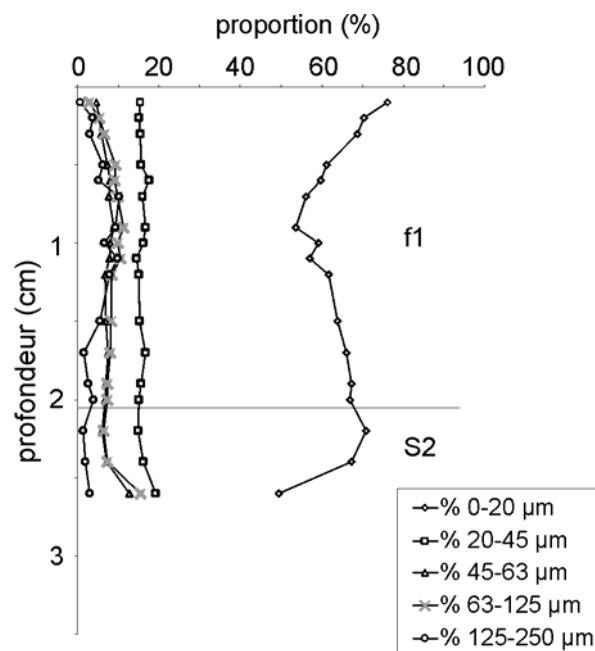 proportion (%)
0 20 40 60 80 100
f1
1
profondeur (cm)
2
S2
3
% 0-20 µm
% 20-45 µm
% 45-63 µm
% 63-125 µm
% 125-250 µm